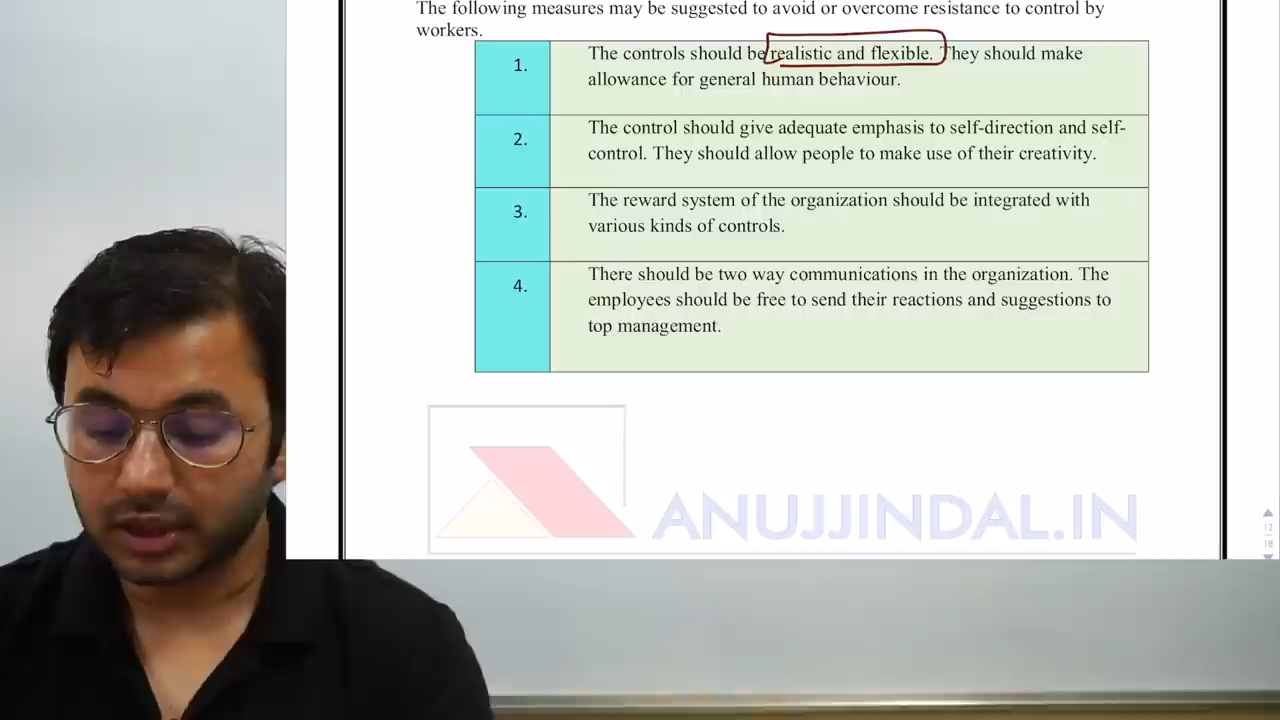 The following measures may be suggested to avoid or overcome resistance to control by
workers.
1.
The controls should be realistic and flexible. They should make
allowance for general human behaviour.
2.
The control should give adequate emphasis to self-direction and self-
control. They should allow people to make use of their creativity.
3.
The reward system of the organization should be integrated with
various kinds of controls.
4.
There should be two way communications in the organization. The
employees should be free to send their reactions and suggestions to
top management.
ANUJJINDAL.IN
12
18